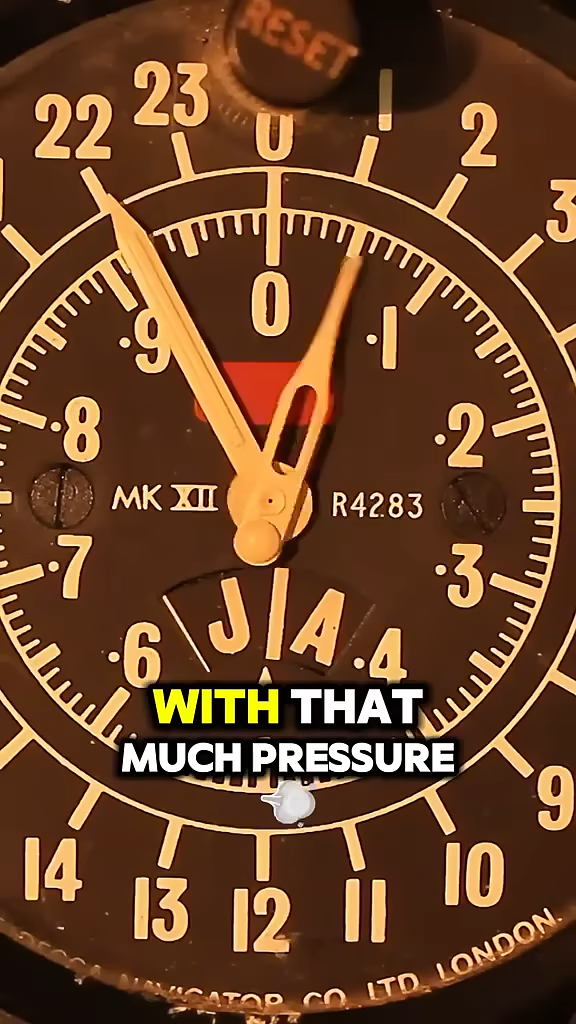 RESET
23 0 1
22 2
3
0
.9 .1
.8 .2
MK XII R4283
.7 .3
J A
.6 .4
WITH THAT
MUCH PRESSURE
9
14 10
13 12 11
DECCA NAVIGATOR CO. LTD. LONDON.